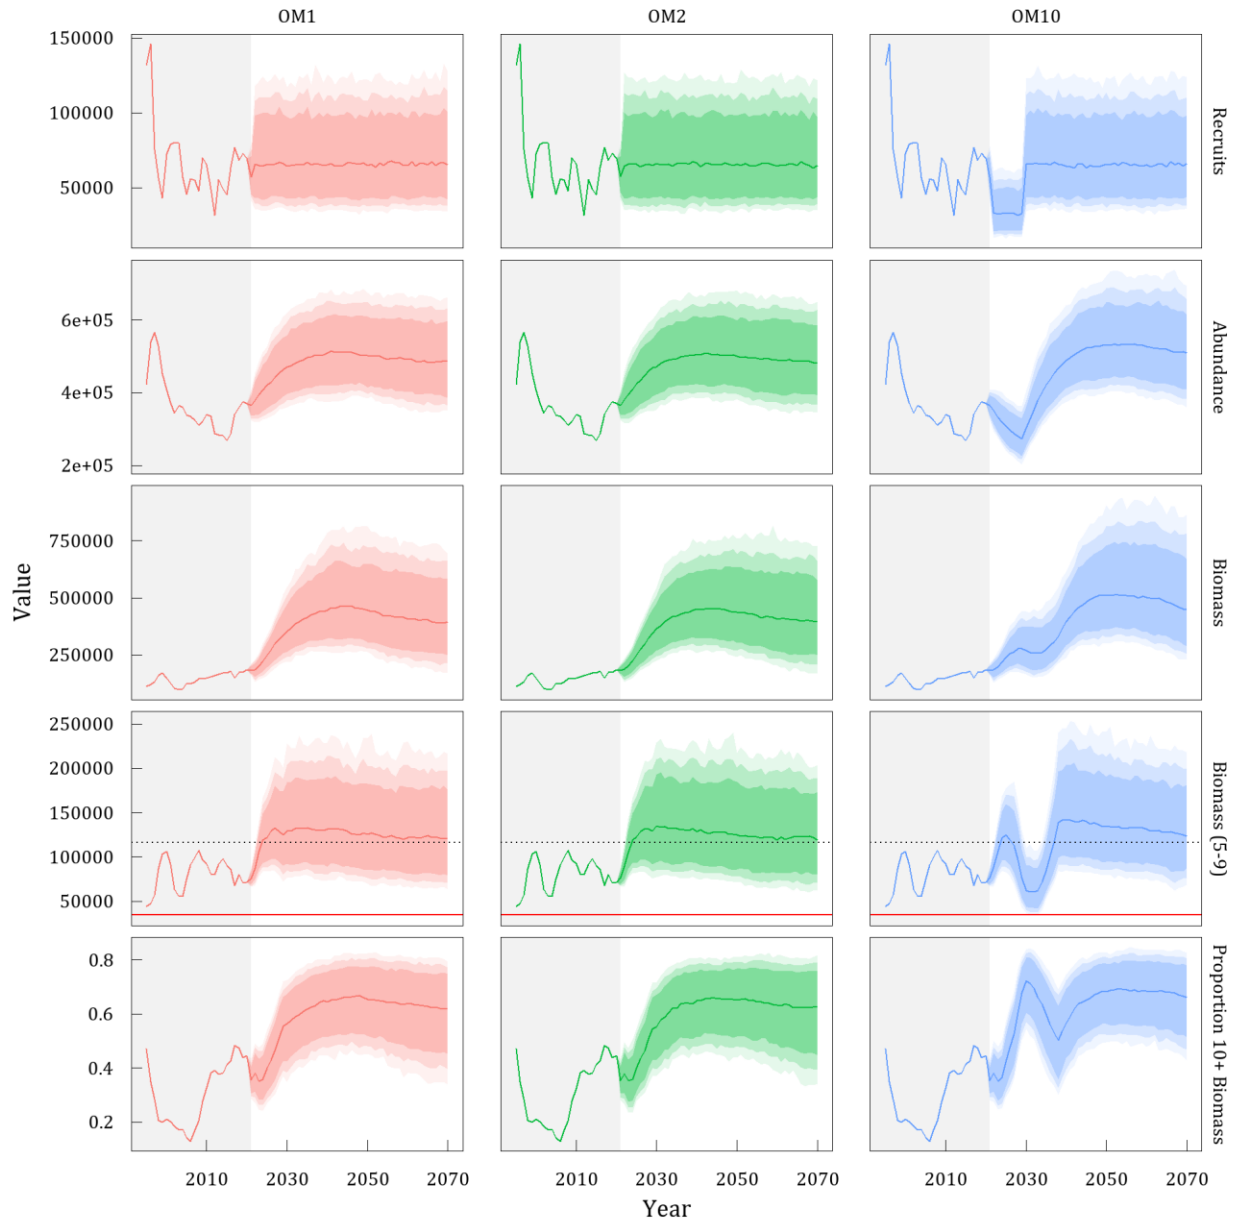 OM1 OM2 OM10
150000
100000
50000
Recruits
6e+05
4e+05
2e+05
Abundance
750000
500000
250000
Biomass
250000
200000
150000
100000
50000
Biomass (5-9)
0.8
0.6
0.4
0.2
Proportion 10+ Biomass
Value
2010 2030 2050 2070 2010 2030 2050 2070 2010 2030 2050 2070
Year